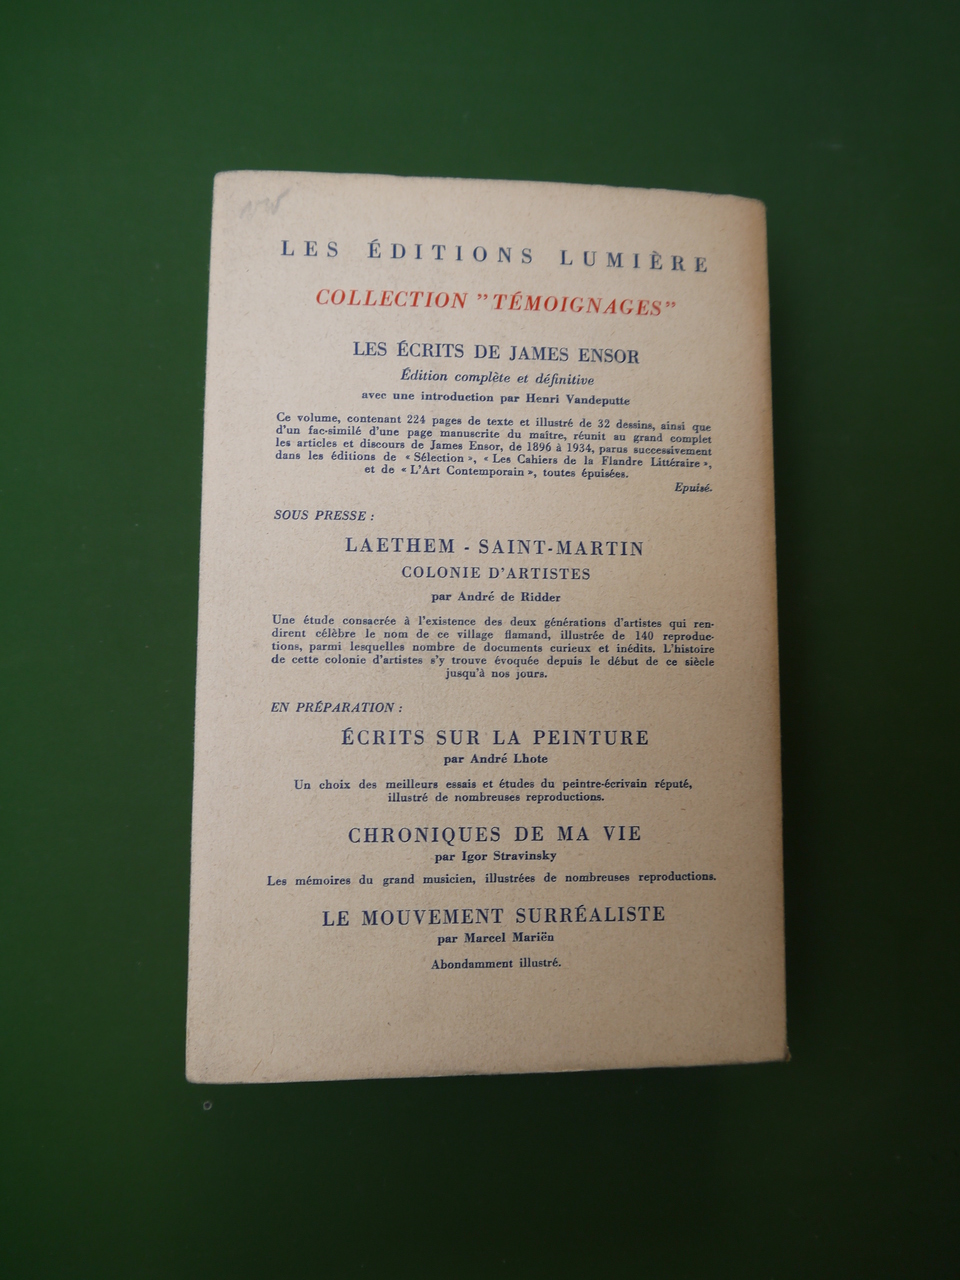 LES ÉDITIONS LUMIÈRE
COLLECTION ”TÉMOIGNAGES”
LES ÉCRITS DE JAMES ENSOR
Édition complète et définitive
avec une introduction par Henri Vandeputte
Ce volume, contenant 224 pages de texte et illustré de 32 dessins, ainsi que
d'un fac-similé d'une page manuscrite du maître, réunit au grand complet
les articles et discours de James Ensor, de 1896 à 1934, parus successivement
dans les éditions de « Sélection », « Les Cahiers de la Flandre Littéraire »,
et de « L'Art Contemporain », toutes épuisées.
Epuisé.
SOUS PRESSE :
LAETHEM - SAINT-MARTIN
COLONIE D'ARTISTES
par André de Ridder
Une étude consacrée à l'existence des deux générations d'artistes qui ren-
dirent célèbre le nom de ce village flamand, illustrée de 140 reproduc-
tions, parmi lesquelles nombre de documents curieux et inédits. L'histoire
de cette colonie d'artistes s'y trouve évoquée depuis le début de ce siècle
jusqu'à nos jours.
EN PRÉPARATION :
ÉCRITS SUR LA PEINTURE
par André Lhote
Un choix des meilleurs essais et études du peintre-écrivain réputé,
illustré de nombreuses reproductions.
CHRONIQUES DE MA VIE
par Igor Stravinsky
Les mémoires du grand musicien, illustrées de nombreuses reproductions.
LE MOUVEMENT SURRÉALISTE
par Marcel Mariën
Abondamment illustré.